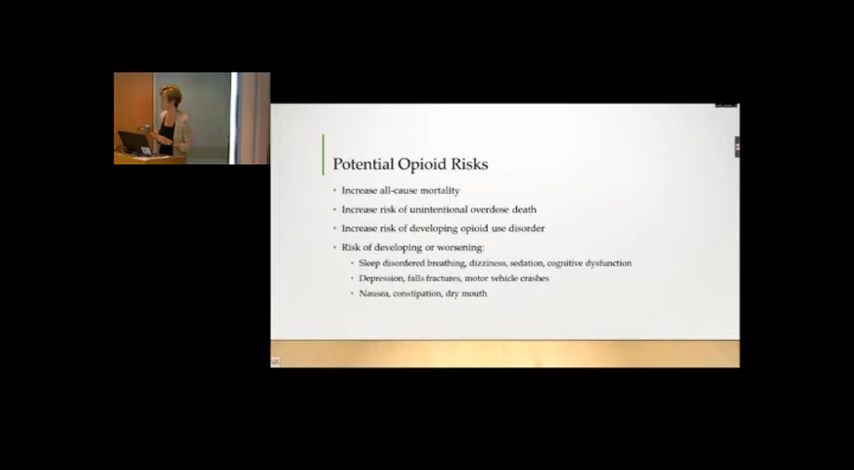 Potential Opioid Risks
Increase all-cause mortality
Increase risk of unintentional overdose death
Increase risk of developing opioid use disorder
Risk of developing or worsening:
Sleep disordered breathing, dizziness, sedation, cognitive dysfunction
Depression, falls fractures, motor vehicle crashes
Nausea, constipation, dry mouth